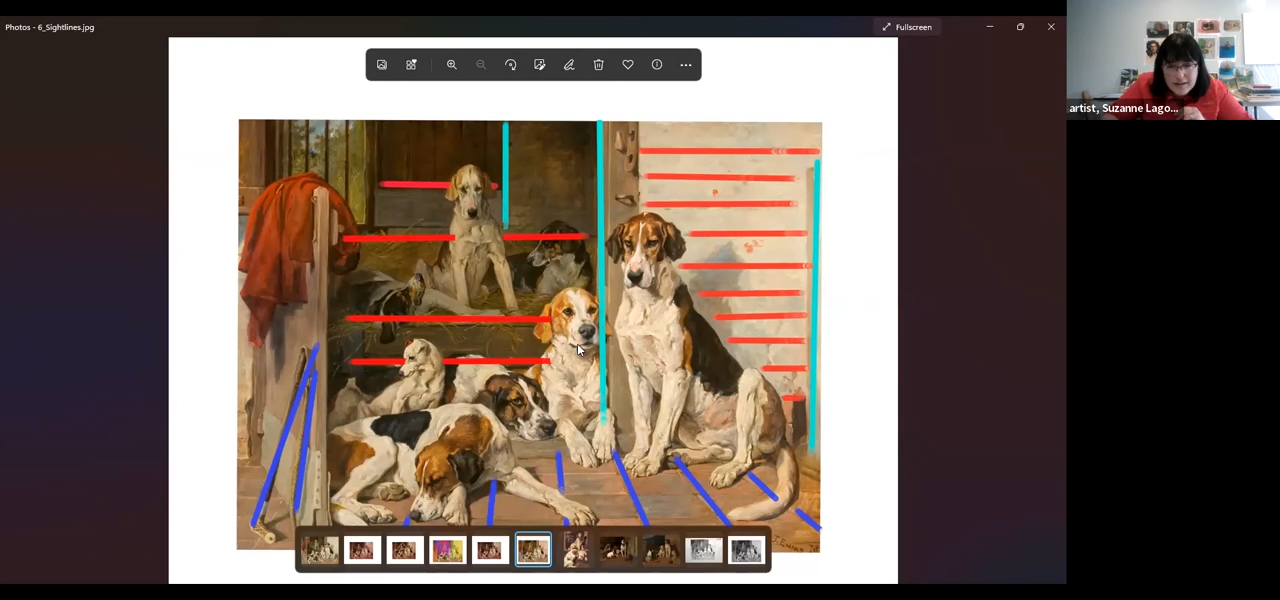 Photos - 6_Sightlines.jpg
Fullscreen
artist, Suzanne Lago...